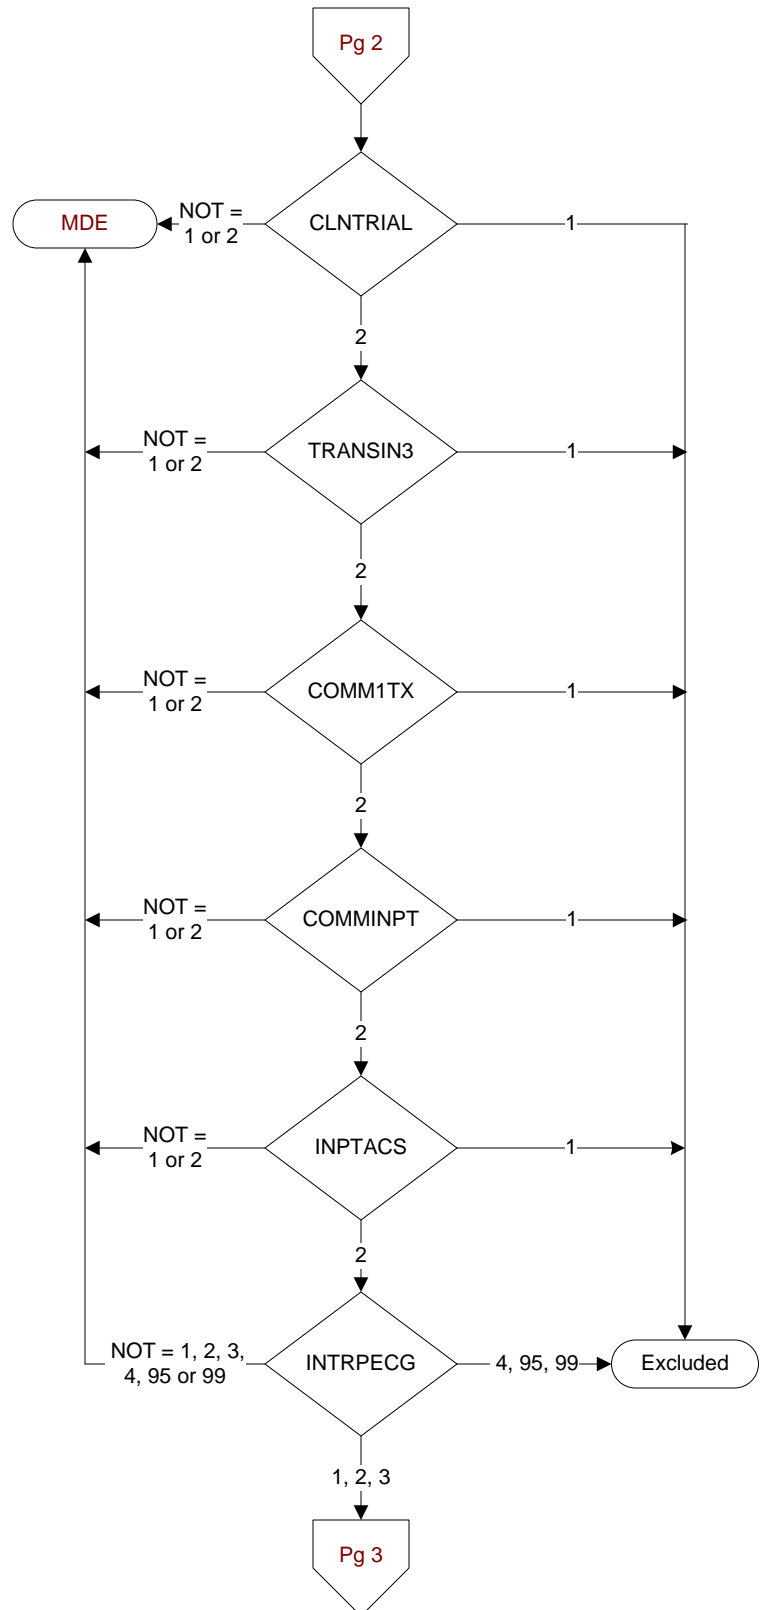 Pg 2
MDE
NOT =
1 or 2
CLNTRIAL
1
2
NOT =
1 or 2
TRANSIN3
1
2
NOT =
1 or 2
COMM1TX
1
2
NOT =
1 or 2
COMMINPT
1
2
NOT =
1 or 2
INPTACS
1
2
NOT = 1, 2, 3,
4, 95 or 99
INTRPECG
4, 95, 99
Excluded
1, 2, 3
Pg 3